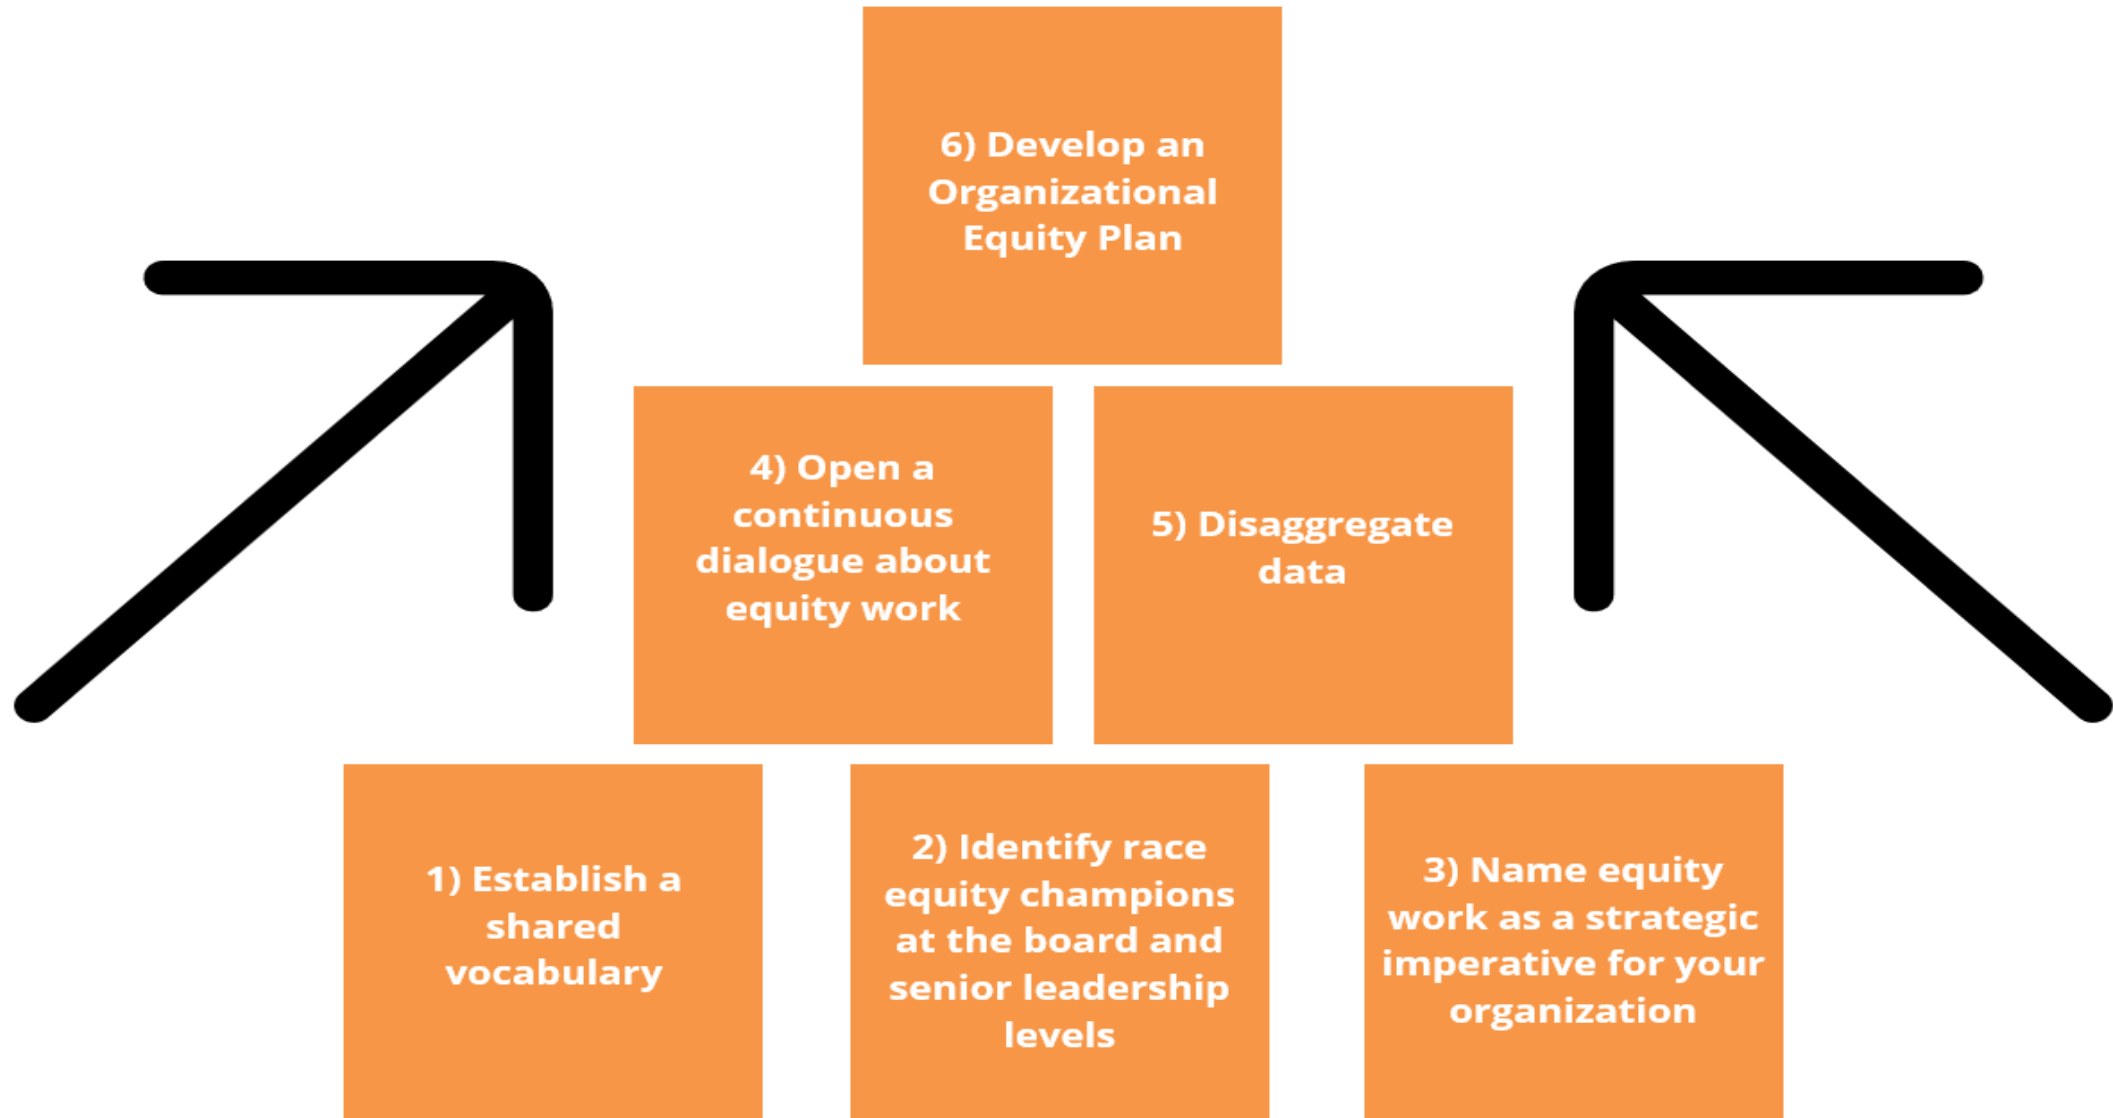 6) Develop an
Organizational
Equity Plan
4) Open a
continuous
dialogue about
equity work
5) Disaggregate
data
1) Establish a
shared
vocabulary
2) Identify race
equity champions
at the board and
senior leadership
levels
3) Name equity
work as a strategic
imperative for your
organization